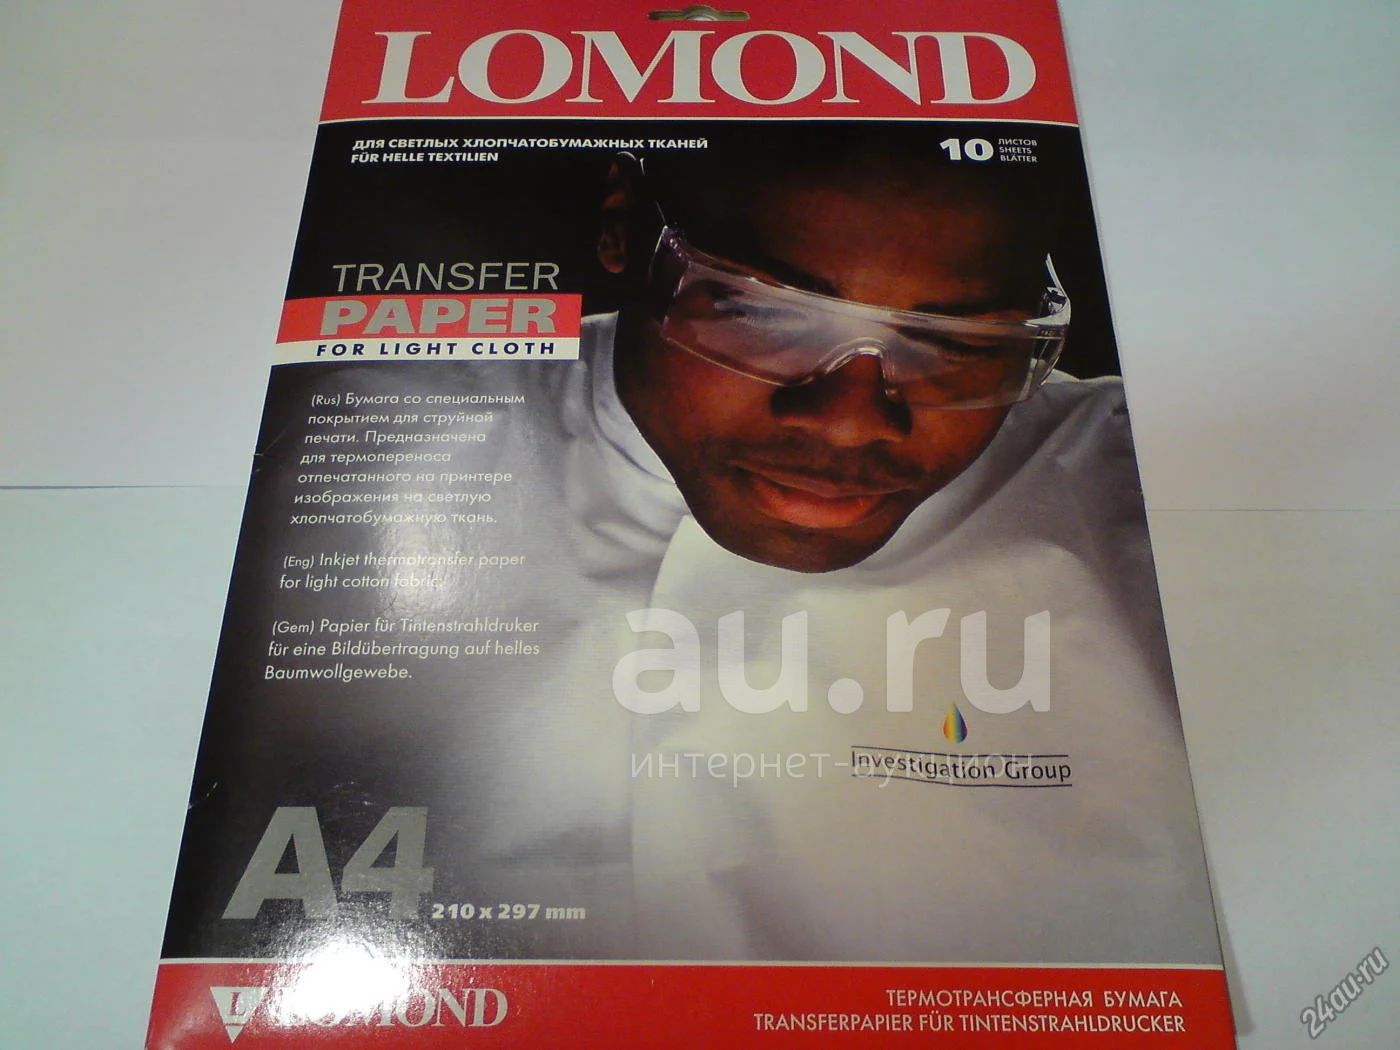 LOMOND
ДЛЯ СВЕТЛЫХ ХЛОПЧАТОБУМАЖНЫХ ТКАНЕЙ
FÜR HELLE TEXTILIEN
10 ЛИСТОВ
SHEETS
BLÄTTER
TRANSFER
PAPER
FOR LIGHT CLOTH
(Rus) Бумага со специальным
покрытием для струйной
печати. Предназначена
для термопереноса
отпечатанного на принтере
изображения на светлую
хлопчатобумажную ткань.
(Eng) Inkjet thermotransfer paper
for light cotton fabric.
(Gem) Papier für Tintenstrahldruker
für eine Bildübertragung auf helles
Baumwollgewebe.
au.ru
интернет-аукцион
Investigation Group
A4
210 x 297 mm
L LOMOND
ТЕРМОТРАНСФЕРНАЯ БУМАГА
TRANSFERPAPIER FÜR TINTENSTRAHLDRUCKER
24au.ru